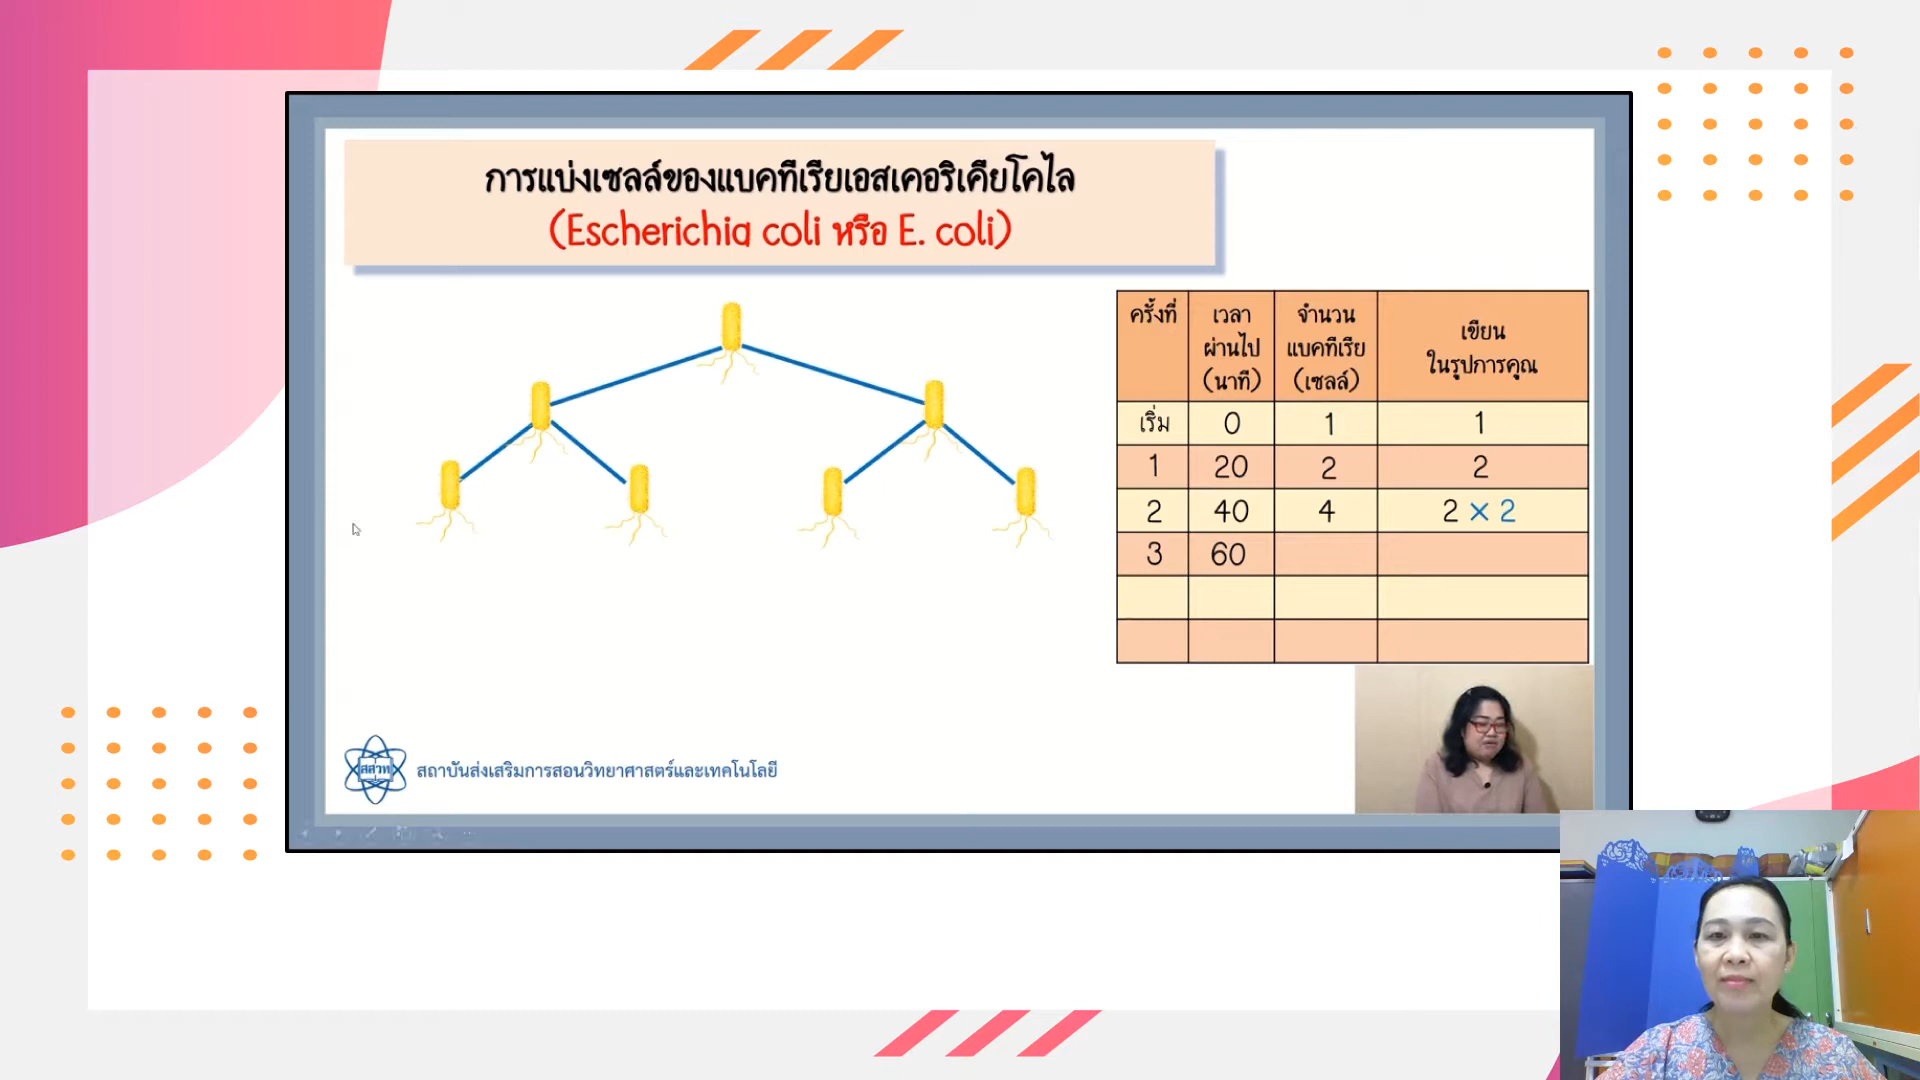 การแบ่งเซลล์ของแบคทีเรียเอสเคอริเคียโคไล
(Escherichia coli หรือ E. coli)
ครั้งที่
เวลา
ผ่านไป
(นาที)
จำนวน
แบคทีเรีย
(เซลล์)
เขียน
ในรูปการคูณ
เริ่ม 0 1 1
1 20 2 2
2 40 4 2 × 2
3 60
สสวท สถาบันส่งเสริมการสอนวิทยาศาสตร์และเทคโนโลยี